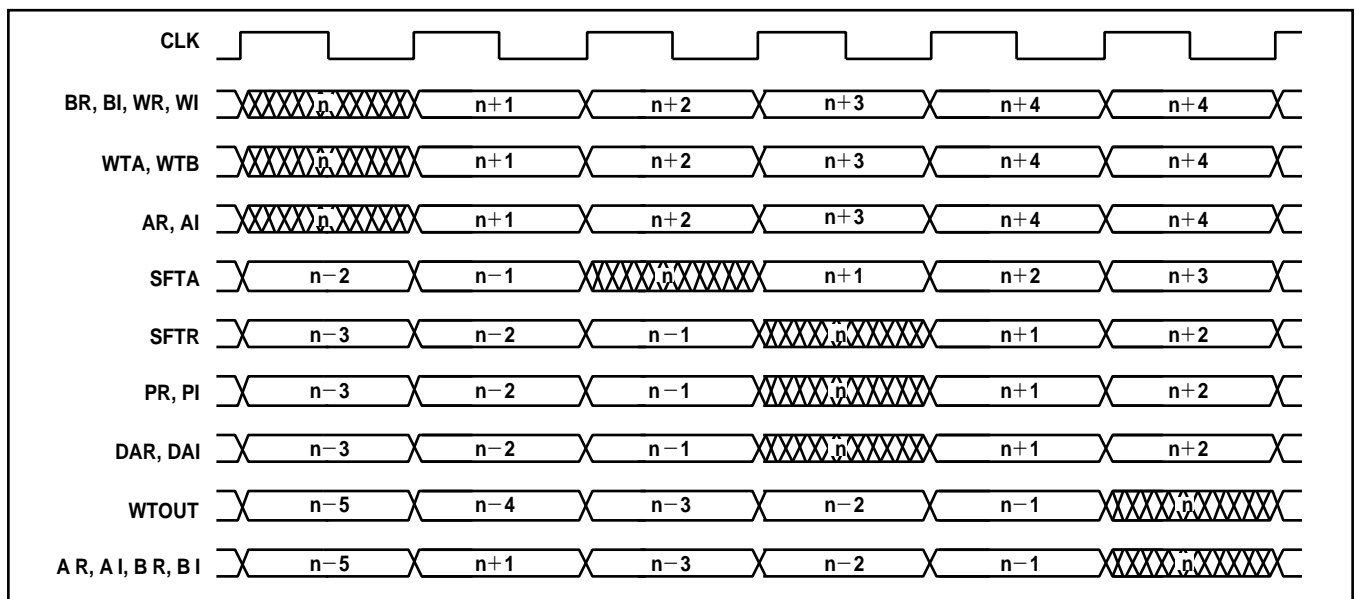 CLK
BR, BI, WR, WI n n+1 n+2 n+3 n+4 n+4
WTA, WTB n n+1 n+2 n+3 n+4 n+4
AR, AI n n+1 n+2 n+3 n+4 n+4
SFTA n−2 n−1 n n+1 n+2 n+3
SFTR n−3 n−2 n−1 n n+1 n+2
PR, PI n−3 n−2 n−1 n n+1 n+2
DAR, DAI n−3 n−2 n−1 n n+1 n+2
WTOUT n−5 n−4 n−3 n−2 n−1 n
A R, A I, B R, B I n−5 n+1 n−3 n−2 n−1 n